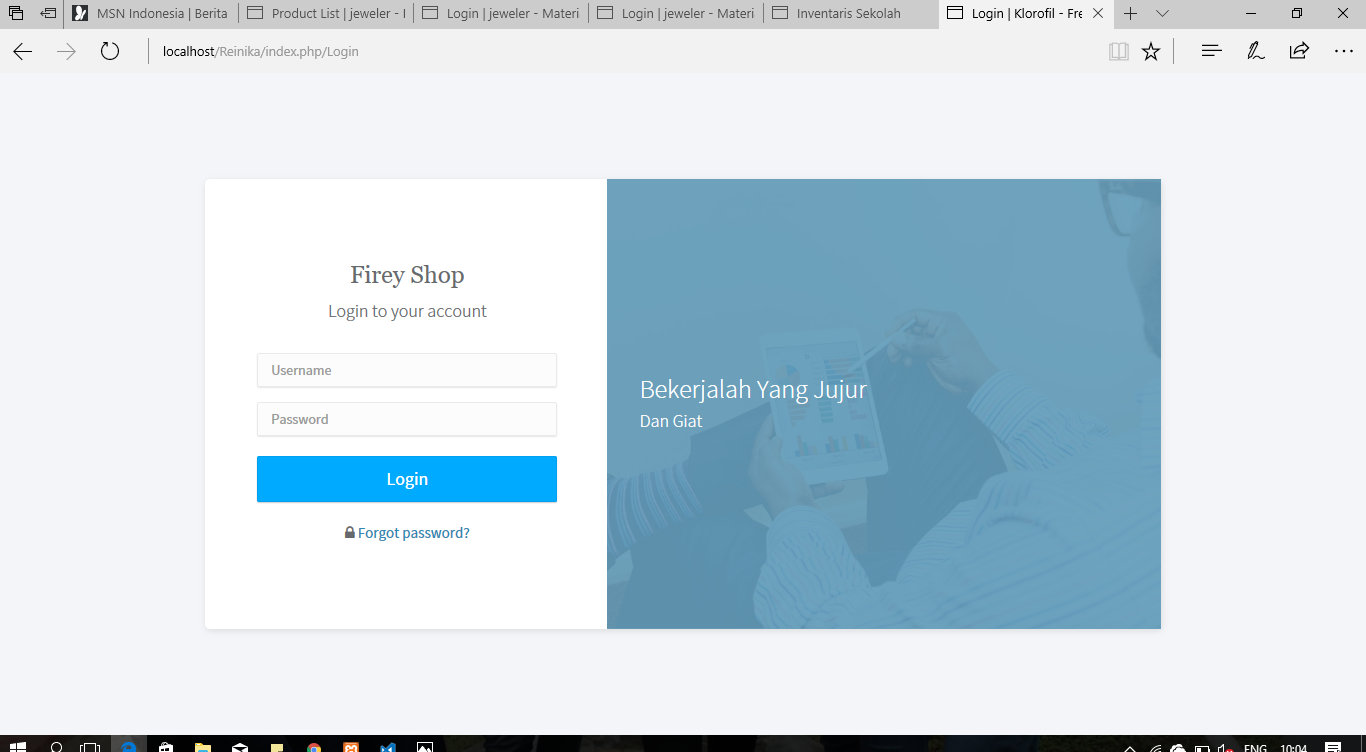 MSN Indonesia | Berita
Product List | jeweler - I
Login | jeweler - Materi
Login | jeweler - Materi
Inventaris Sekolah
Login | Klorofil - Fre
localhost/Reinika/index.php/Login
Firey Shop
Login to your account
Username
Password
Login
Forgot password?
Bekerjalah Yang Jujur
Dan Giat
ENG
10:04